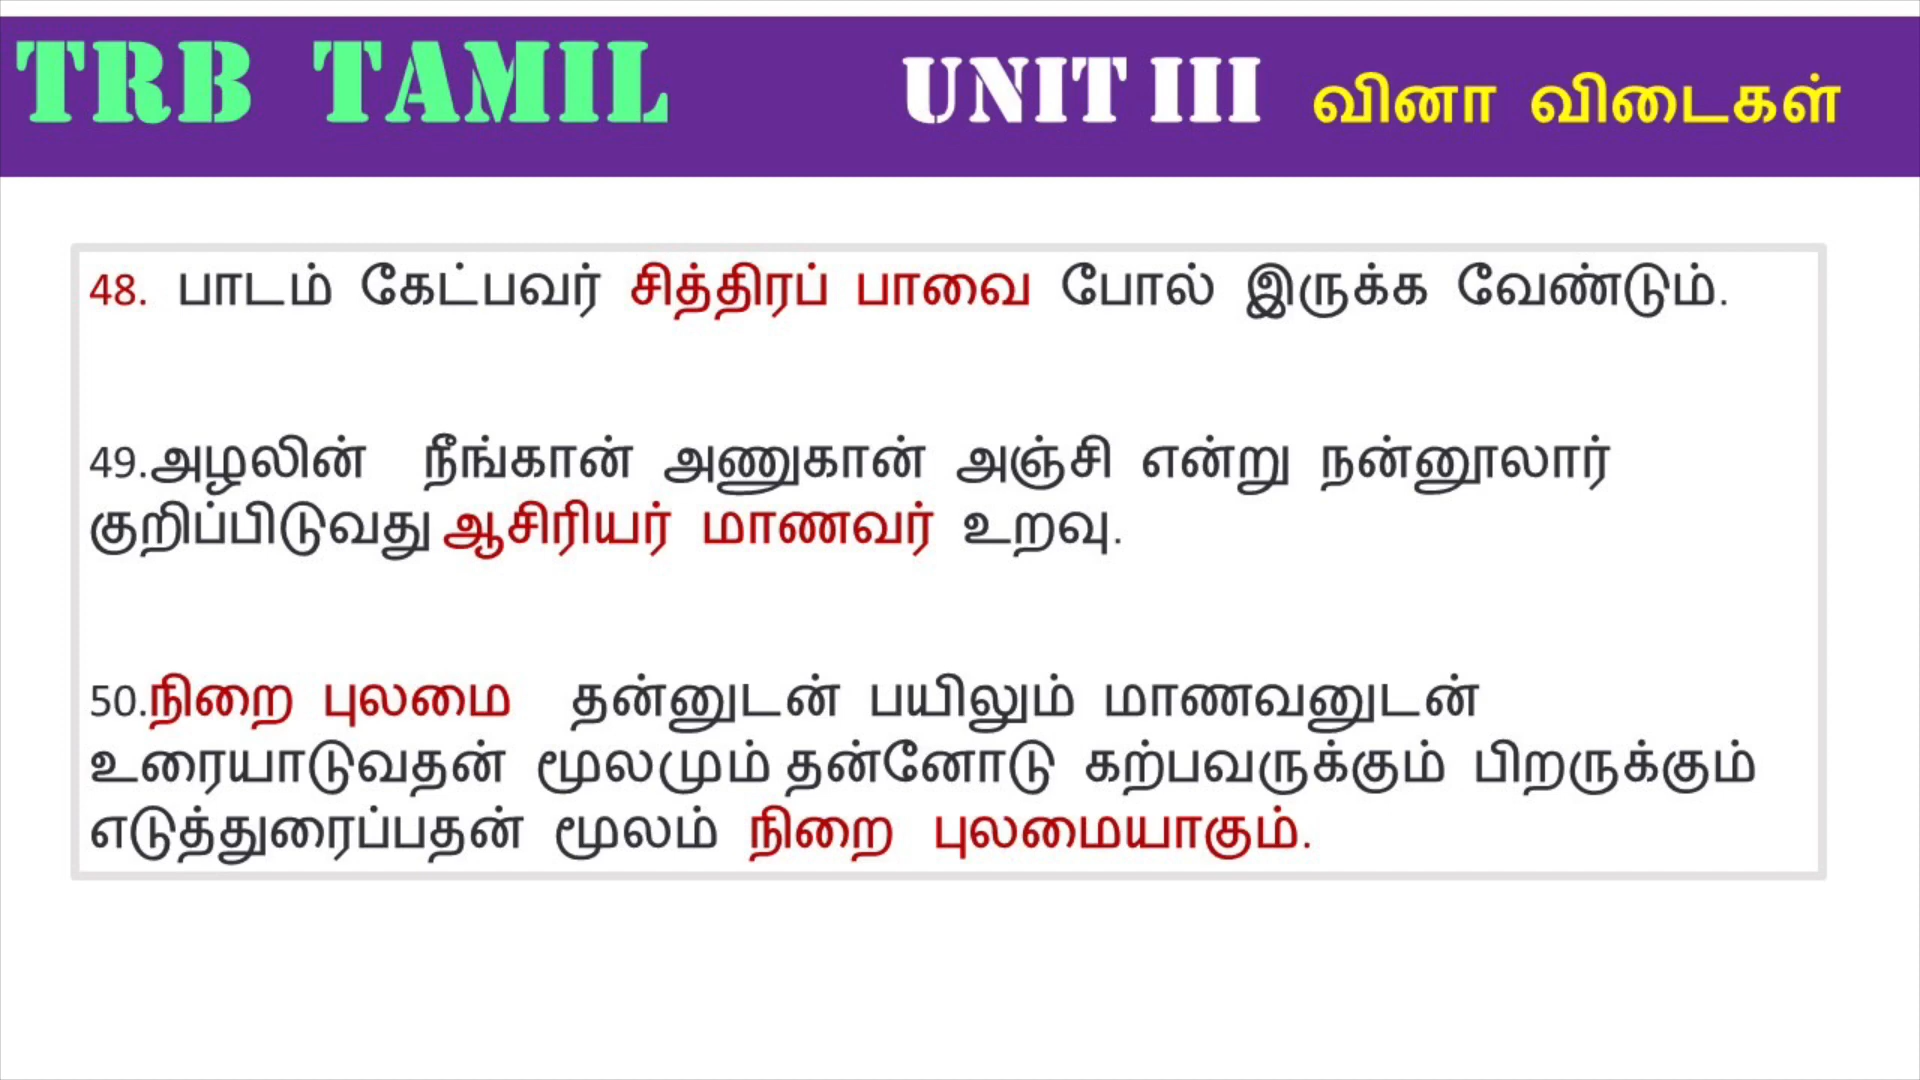 TRB TAMIL UNIT III வினா விடைகள்
48. பாடம் கேட்பவர் சித்திரப் பாவை போல் இருக்க வேண்டும்.
49.அழலின் நீங்கான் அணுகான் அஞ்சி என்று நன்னூலார்
குறிப்பிடுவது ஆசிரியர் மாணவர் உறவு.
50.நிறை புலமை தன்னுடன் பயிலும் மாணவனுடன்
உரையாடுவதன் மூலமும் தன்னோடு கற்பவருக்கும் பிறருக்கும்
எடுத்துரைப்பதன் மூலம் நிறை புலமையாகும்.